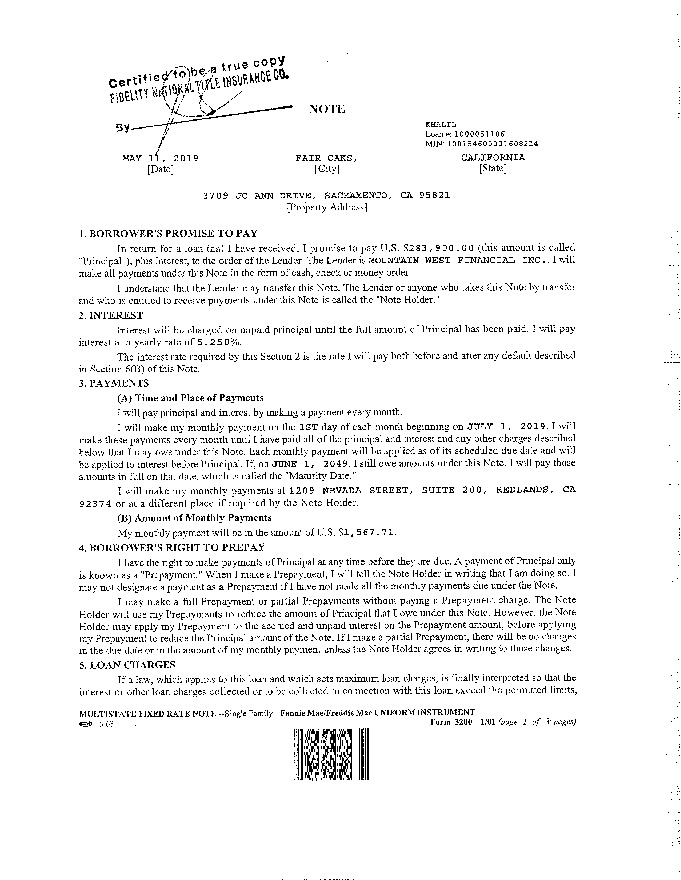 Certified to be a true copy
FIDELITY NATIONAL TITLE INSURANCE CO.
By
NOTE
KHALIL
Loan #:
MIN:
MAY 11, 2019
FAIR OAKS,
CALIFORNIA
[Date]
[City]
[State]
3709 JO ANN DRIVE, SACRAMENTO, CA 95821
[Property Address]
1. BORROWER'S PROMISE TO PAY
In return for a loan that I have received, I promise to pay U.S. $283,900.00 (this amount is called
"Principal"), plus interest, to the order of the Lender. The Lender is MOUNTAIN WEST FINANCIAL INC.. I will
make all payments under this Note in the form of cash, check or money order.
I understand that the Lender may transfer this Note. The Lender or anyone who takes this Note by transfer
and who is entitled to receive payments under this Note is called the "Note Holder."
2. INTEREST
Interest will be charged on unpaid principal until the full amount of Principal has been paid. I will pay
interest at a yearly rate of 5.250%.
The interest rate required by this Section 2 is the rate I will pay both before and after any default described
in Section 6(B) of this Note.
3. PAYMENTS
(A) Time and Place of Payments
I will pay principal and interest by making a payment every month.
I will make my monthly payment on the 1ST day of each month beginning on JULY 1, 2019. I will
make these payments every month until I have paid all of the principal and interest and any other charges described
below that I may owe under this Note. Each monthly payment will be applied as of its scheduled due date and will
be applied to interest before Principal. If, on JUNE 1, 2049, I still owe amounts under this Note, I will pay those
amounts in full on that date, which is called the "Maturity Date."
I will make my monthly payments at 1209 NEVADA STREET, SUITE 200, REDLANDS, CA
92374 or at a different place if required by the Note Holder.
(B) Amount of Monthly Payments
My monthly payment will be in the amount of U.S. $1,567.71.
4. BORROWER'S RIGHT TO PREPAY
I have the right to make payments of Principal at any time before they are due. A payment of Principal only
is known as a "Prepayment." When I make a Prepayment, I will tell the Note Holder in writing that I am doing so. I
may not designate a payment as a Prepayment if I have not made all the monthly payments due under the Note.
I may make a full Prepayment or partial Prepayments without paying a Prepayment charge. The Note
Holder will use my Prepayments to reduce the amount of Principal that I owe under this Note. However, the Note
Holder may apply my Prepayment to the accrued and unpaid interest on the Prepayment amount, before applying
my Prepayment to reduce the Principal amount of the Note. If I make a partial Prepayment, there will be no changes
in the due date or in the amount of my monthly payment unless the Note Holder agrees in writing to those changes.
5. LOAN CHARGES
If a law, which applies to this loan and which sets maximum loan charges, is finally interpreted so that the
interest or other loan charges collected or to be collected in connection with this loan exceed the permitted limits,
MULTISTATE FIXED RATE NOTE--Single Family--Fannie Mae/Freddie Mac UNIFORM INSTRUMENT
Form 3200 1/01 (page 1 of 3 pages)